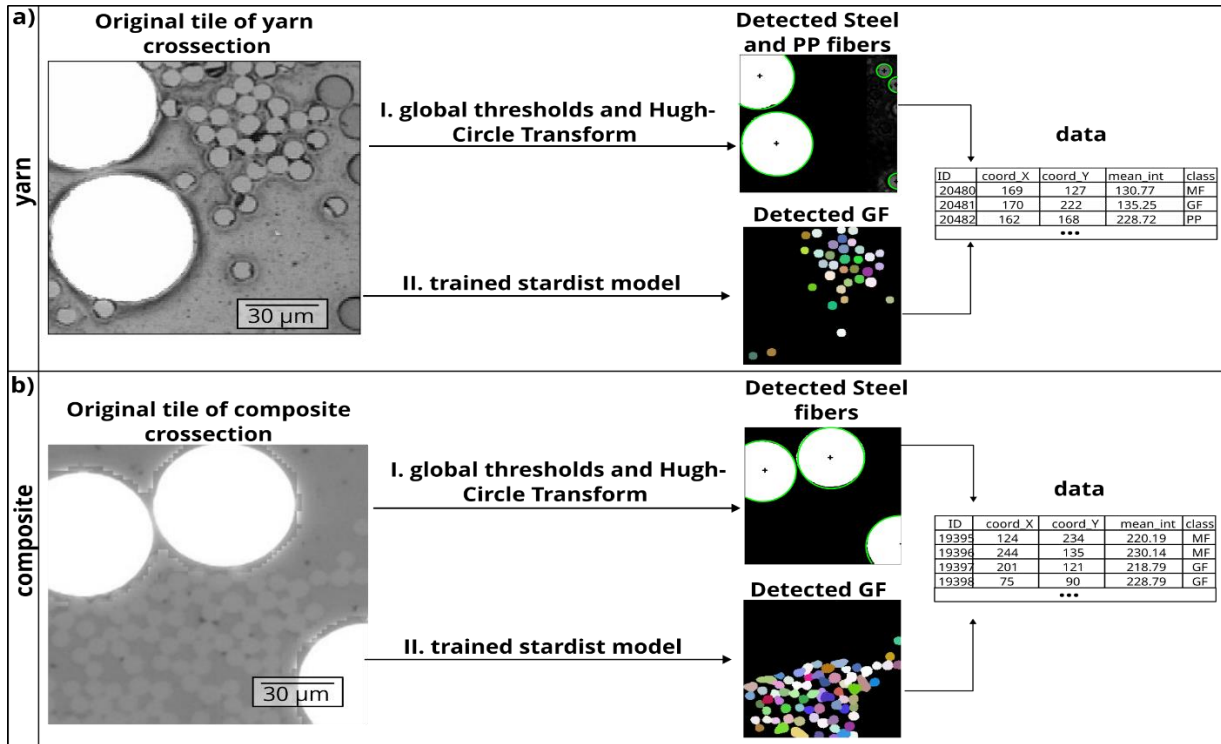 a)
yarn
Original tile of yarn
crossection
30 µm
I. global thresholds and Hugh-
Circle Transform
II. trained stardist model
Detected Steel
and PP fibers
Detected GF
data
ID coord_X coord_Y mean_int class
20480 169 127 130.77 MF
20481 170 222 135.25 GF
20482 162 168 228.72 PP
•••
b)
composite
Original tile of composite
crossection
30 µm
I. global thresholds and Hugh-
Circle Transform
II. trained stardist model
Detected Steel
fibers
Detected GF
data
ID coord_X coord_Y mean_int class
19395 124 234 220.19 MF
19396 244 135 230.14 MF
19397 201 121 218.79 GF
19398 75 90 228.79 GF
•••